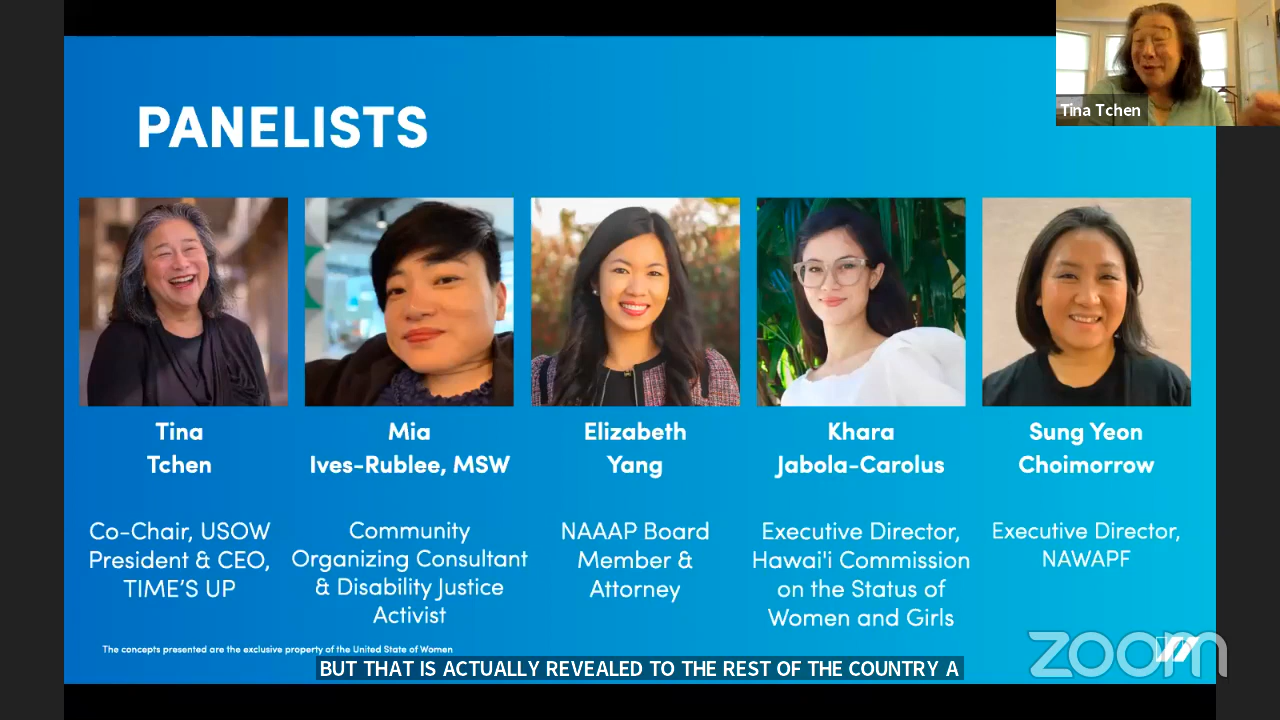 Tina Tchen
PANELISTS
Tina
Tchen
Co-Chair, USOW
President & CEO,
TIME'S UP
Mia
Ives-Rublee, MSW
Community
Organizing Consultant
& Disability Justice
Activist
Elizabeth
Yang
NAAAP Board
Member &
Attorney
Khara
Jabola-Carolus
Executive Director,
Hawai'i Commission
on the Status of
Women and Girls
Sung Yeon
Choimorrow
Executive Director,
NAWAPF
The concepts presented are the exclusive property of the United State of Women
BUT THAT IS ACTUALLY REVEALED TO THE REST OF THE COUNTRY A
zoom